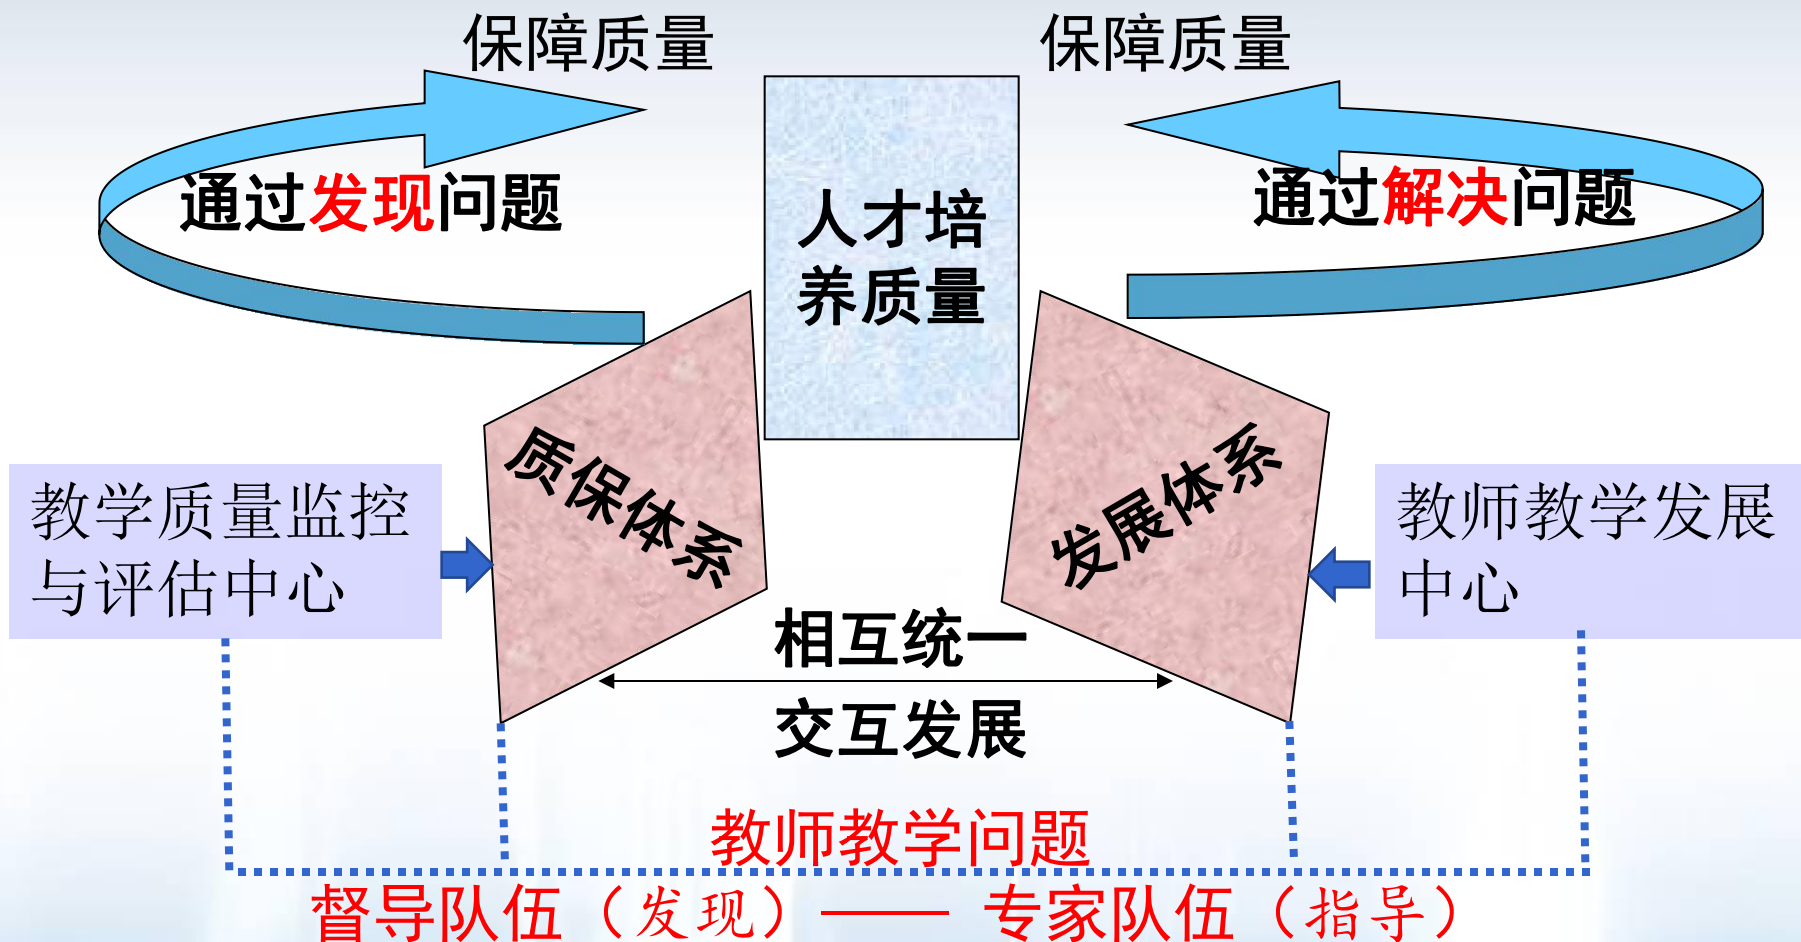 保障质量
保障质量
通过发现问题
通过解决问题
人才培
养质量
质保体系
发展体系
教学质量监控
与评估中心
教师教学发展
中心
相互统一
交互发展
教师教学问题
督导队伍（发现）—— 专家队伍（指导）